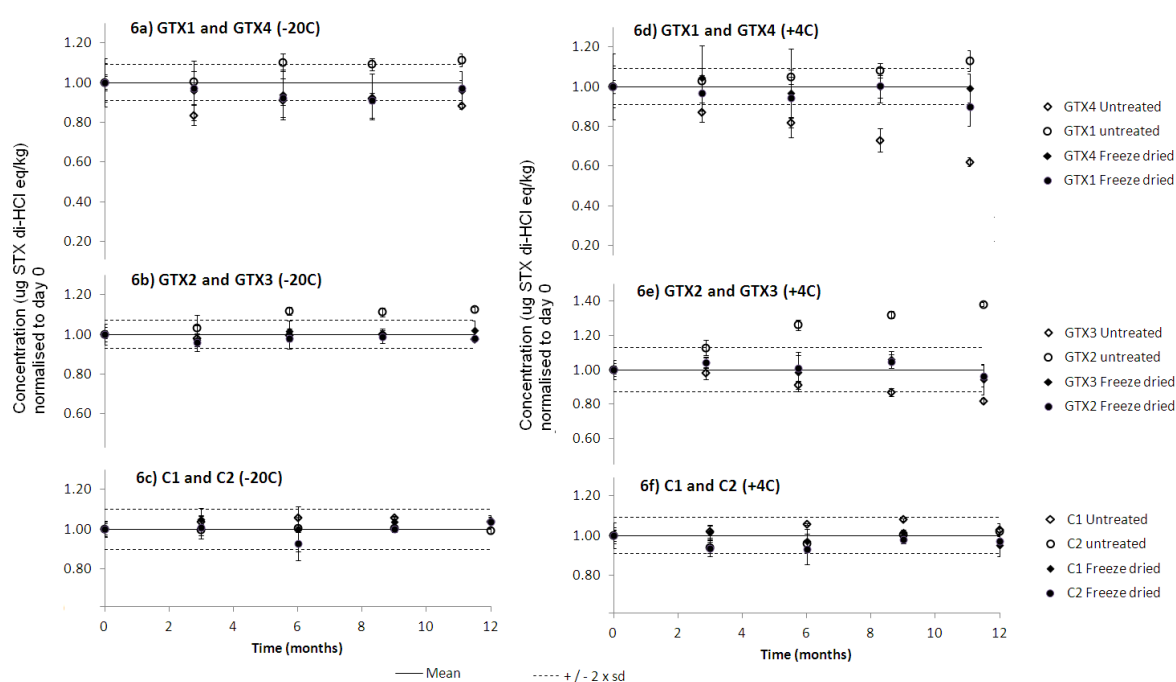 Concentration (ug STX di-HCl eq/kg)
normalised to day 0
6a) GTX1 and GTX4 (-20C)
1.20
1.00
0.80
0.60
0.40
0.20
6b) GTX2 and GTX3 (-20C)
1.20
1.00
0.80
0.60
6c) C1 and C2 (-20C)
1.20
1.00
0.80
0
2
4
6
8
10
12
Time (months)
Concentration (ug STX di-HCl eq/kg)
normalised to day 0
6d) GTX1 and GTX4 (+4C)
1.20
1.00
0.80
0.60
0.40
0.20
GTX4 Untreated
GTX1 untreated
GTX4 Freeze dried
GTX1 Freeze dried
6e) GTX2 and GTX3 (+4C)
1.40
1.20
1.00
0.80
0.60
GTX3 Untreated
GTX2 untreated
GTX3 Freeze dried
GTX2 Freeze dried
6f) C1 and C2 (+4C)
1.20
1.00
0.80
C1 Untreated
C2 untreated
C1 Freeze dried
C2 Freeze dried
0
2
4
6
8
10
12
Time (months)
Mean
+ / - 2 x sd